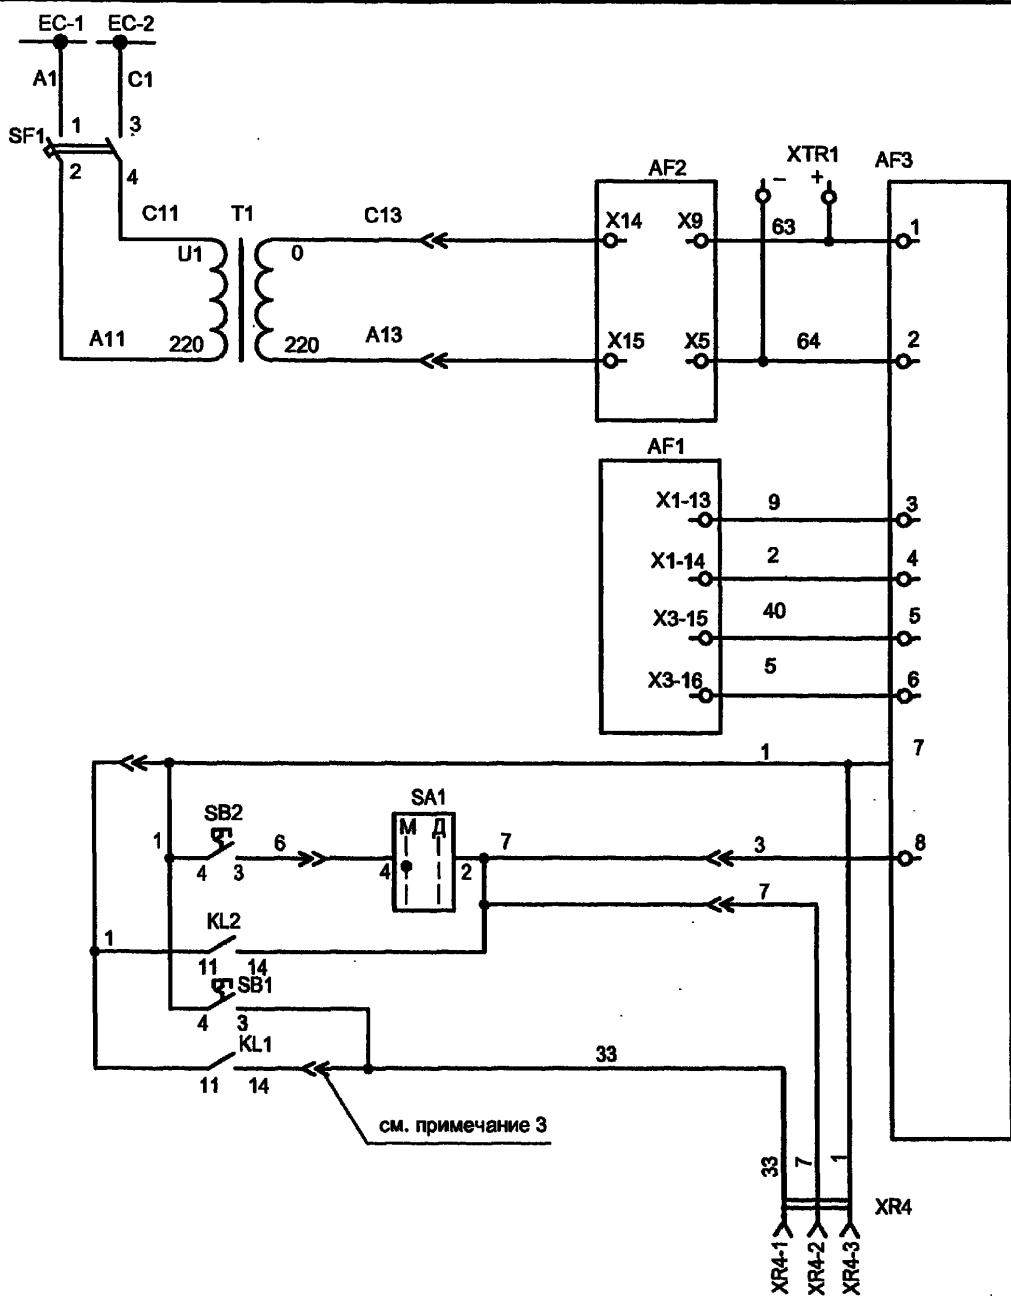 EC-1 EC-2
A1 C1
1 3
SF1
2 4
C11 T1 C13
U1 0
A11 220 220 A13
AF2 XTR1 AF3
− +
X14 X9 63 1
X15 X5 64 2
AF1
X1-13 9 3
X1-14 2 4
X3-15 40 5
X3-16 5 6
1 7
SB2 SA1
М Д
1 6 7 3 8
4 3 4 2
7
KL2
1
11 14
SB1
4 3
KL1
33
11 14
см. примечание 3
33 7 1
XR4
XR4-1 XR4-2 XR4-3